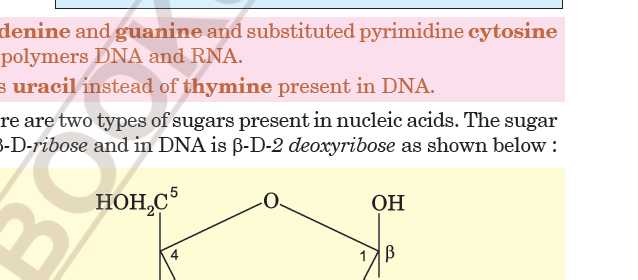 denine and guanine and substituted pyrimidine cytosine
polymers DNA and RNA.
s uracil instead of thymine present in DNA.
re are two types of sugars present in nucleic acids. The sugar
β-D-ribose and in DNA is β-D-2 deoxyribose as shown below :
HOH₂C⁵ O OH
4 1 β
BOOK